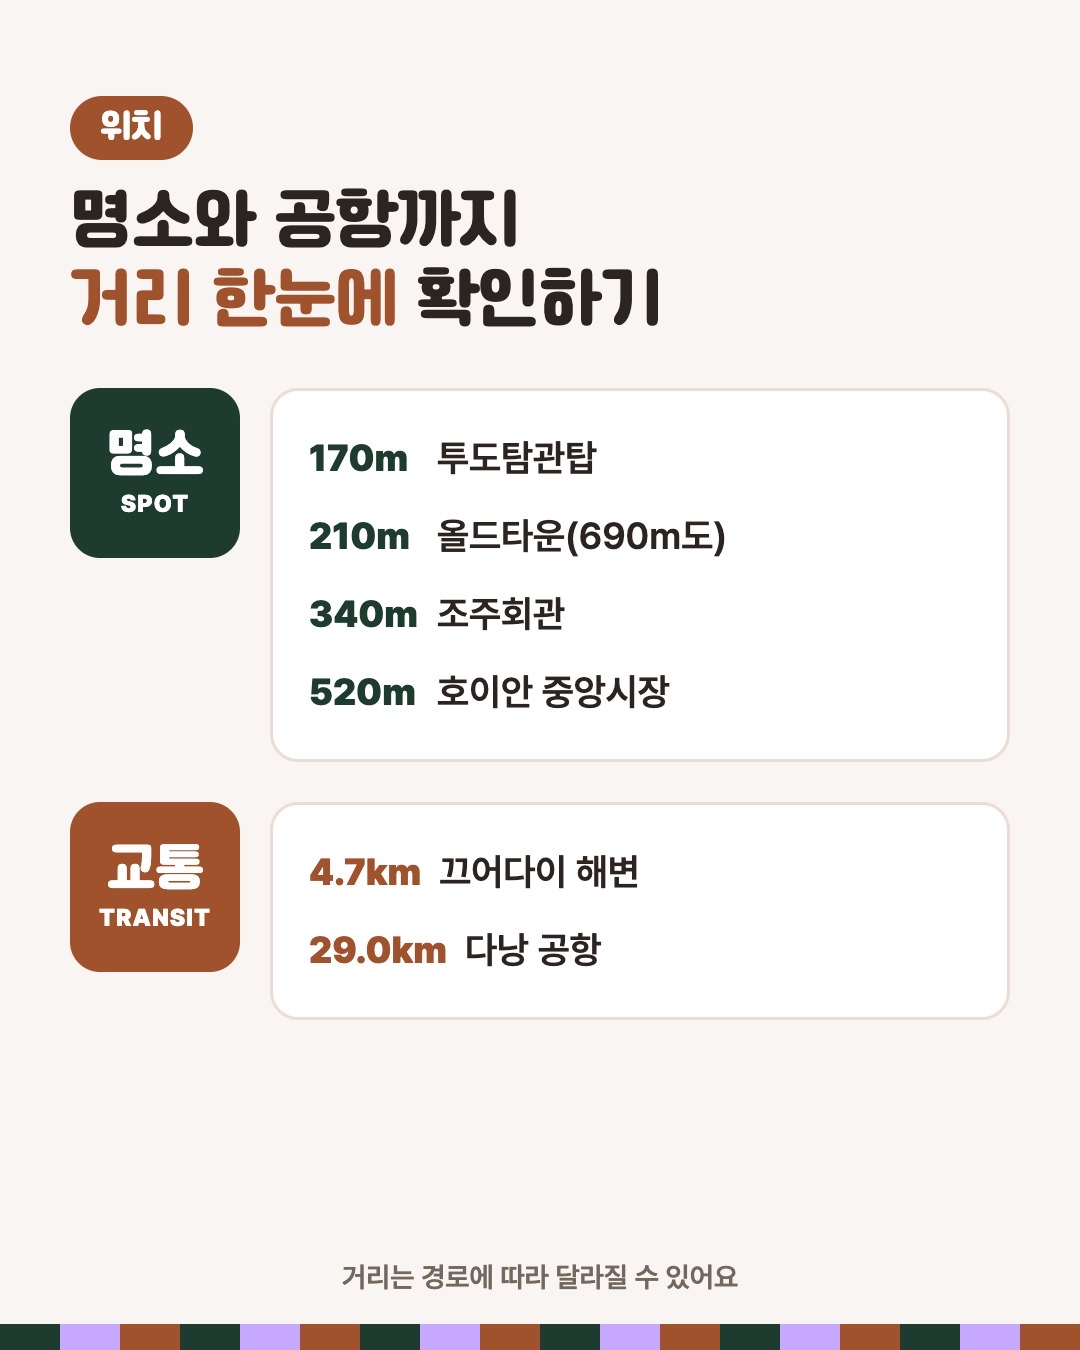 위치
명소와 공항까지
거리 한눈에 확인하기
명소
SPOT
170m 투도탐관탑
210m 올드타운(690m도)
340m 조주회관
520m 호이안 중앙시장
교통
TRANSIT
4.7km 끄어다이 해변
29.0km 다낭 공항
거리는 경로에 따라 달라질 수 있어요